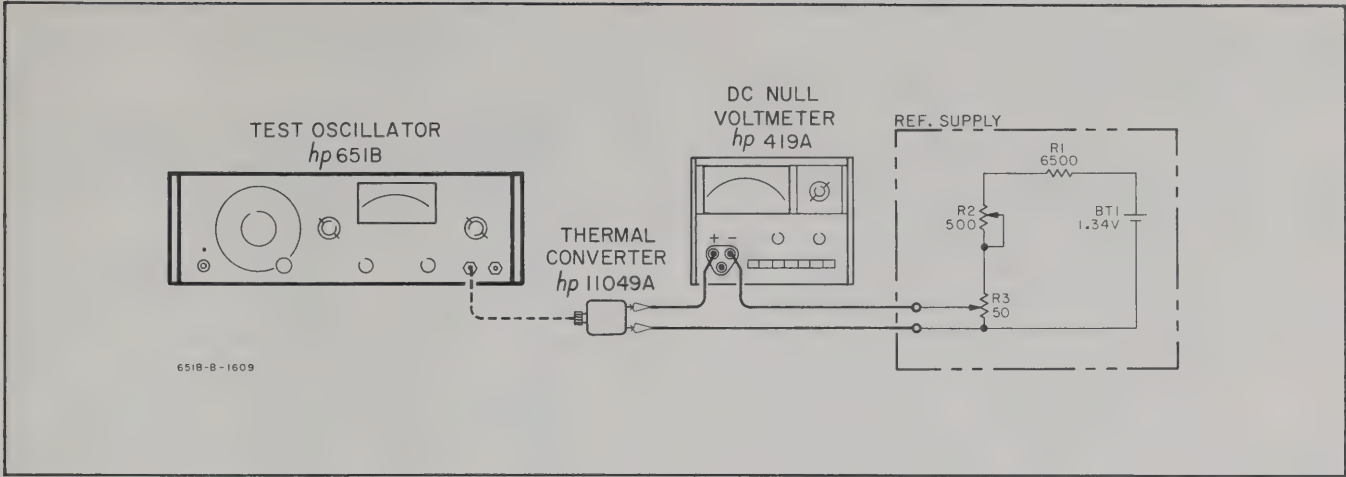 TEST OSCILLATOR
hp 651B
THERMAL
CONVERTER
hp 11049A
DC NULL
VOLTMETER
hp 419A
+ -
REF. SUPPLY
R1
6500
R2
500
BT1
1.34V
R3
50
651B-B-1609